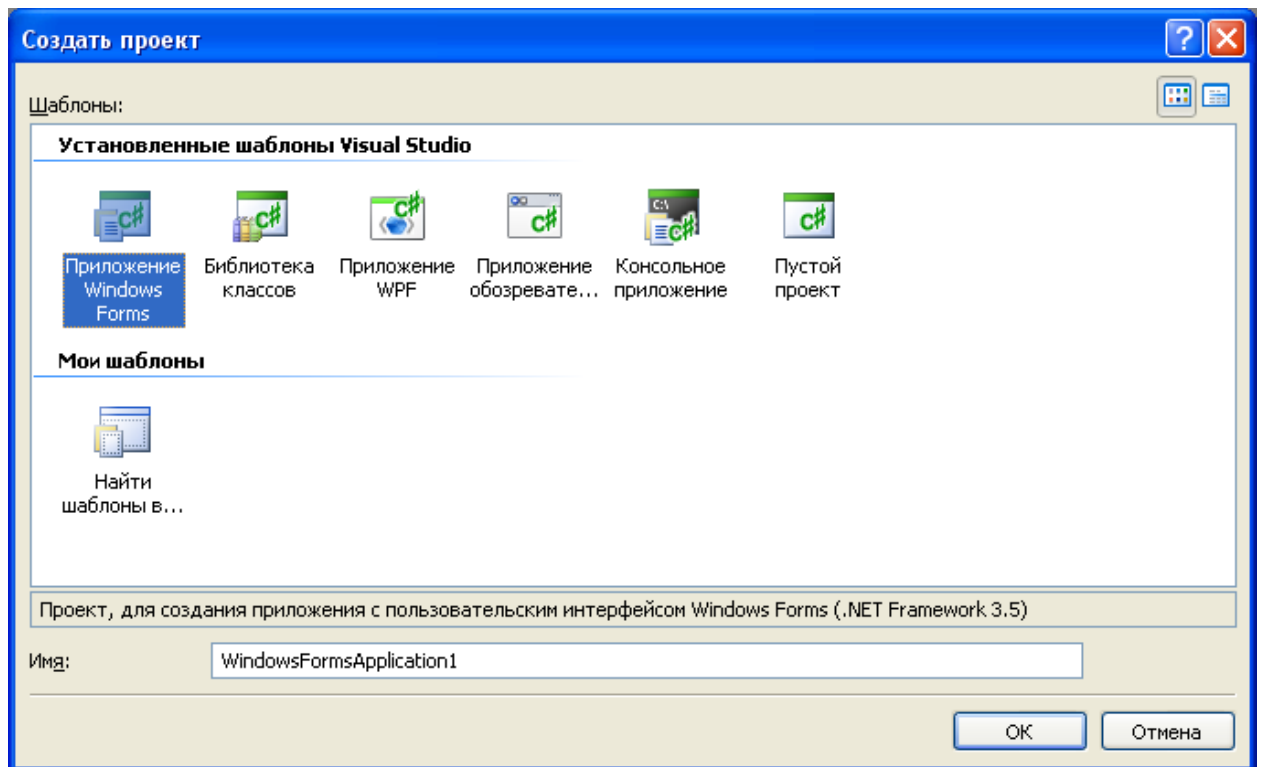 Создать проект
Шаблоны:
Установленные шаблоны Visual Studio
Приложение Windows Forms
Библиотека классов
Приложение WPF
Приложение обозревате...
Консольное приложение
Пустой проект
Мои шаблоны
Найти шаблоны в...
Проект, для создания приложения с пользовательским интерфейсом Windows Forms (.NET Framework 3.5)
Имя: WindowsFormsApplication1
ОК Отмена